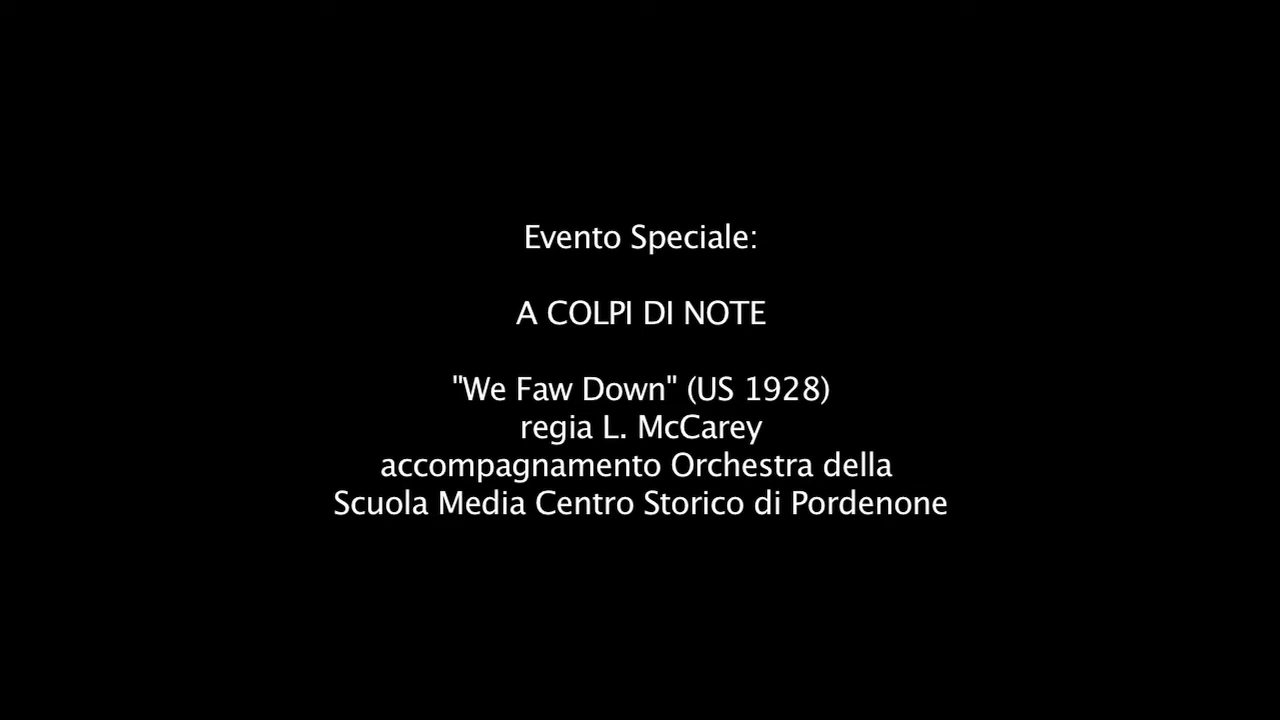 Evento Speciale:
A COLPI DI NOTE
"We Faw Down" (US 1928)
regia L. McCarey
accompagnamento Orchestra della
Scuola Media Centro Storico di Pordenone